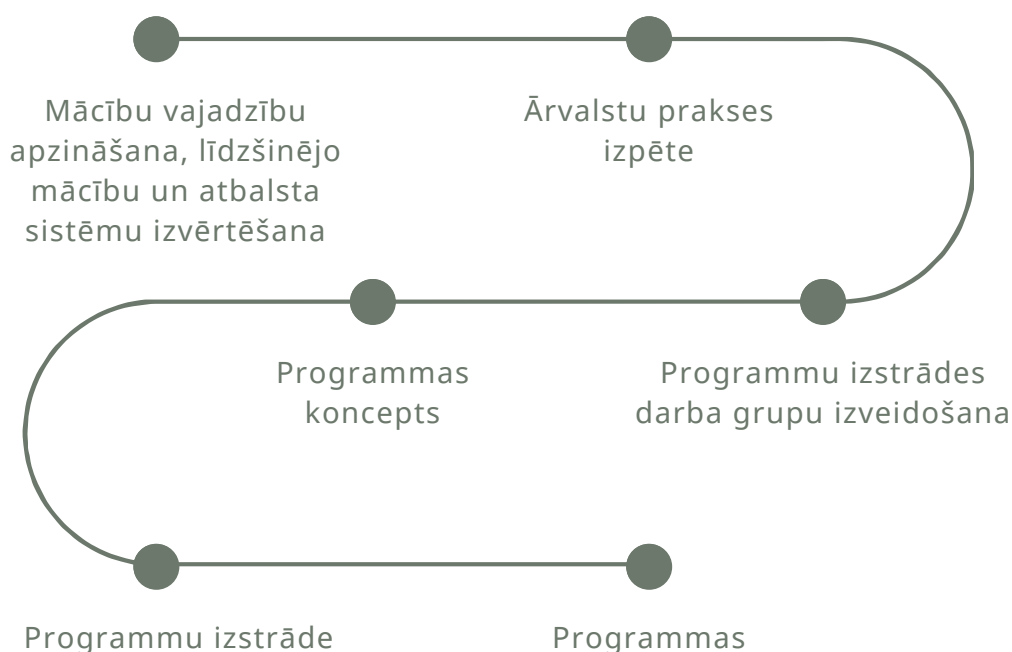 Mācību vajadzību
apzināšana, līdzšinējo
mācību un atbalsta
sistēmu izvērtēšana
Ārvalstu prakses
izpēte
Programmu izstrādes
darba grupu izveidošana
Programmas
koncepts
Programmu izstrāde
Programmas